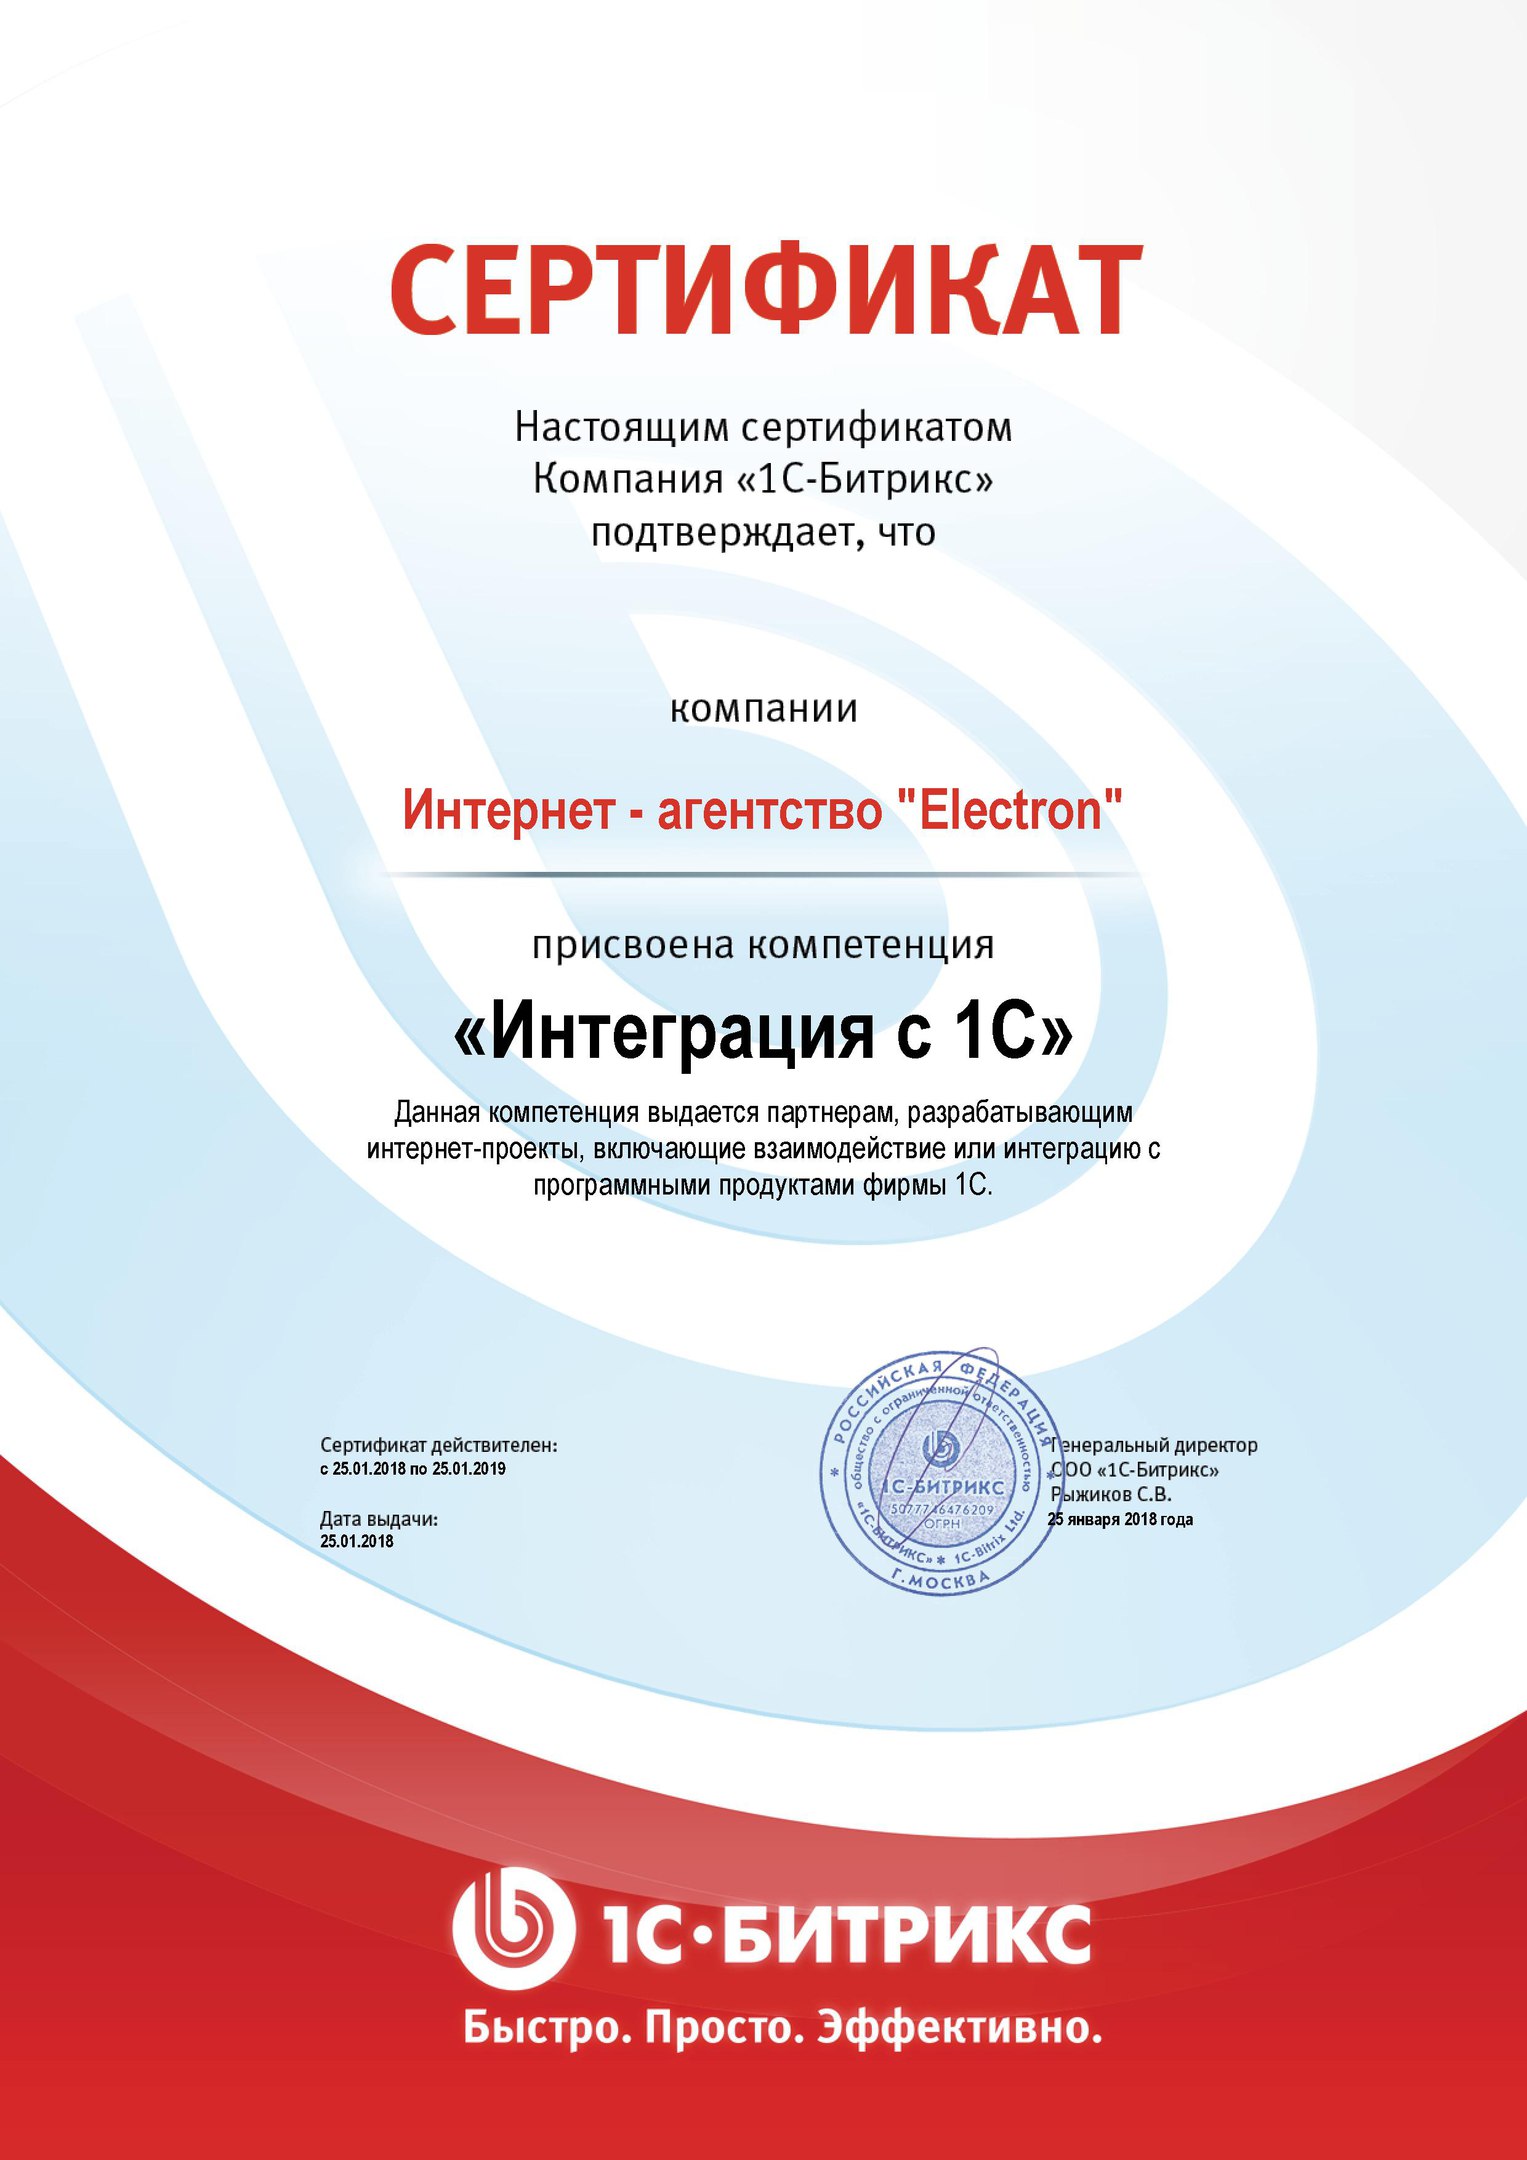 СЕРТИФИКАТ
Настоящим сертификатом
Компания «1С-Битрикс»
подтверждает, что
компании
Интернет - агентство "Electron"
присвоена компетенция
«Интеграция с 1С»
Данная компетенция выдается партнерам, разрабатывающим
интернет-проекты, включающие взаимодействие или интеграцию с
программными продуктами фирмы 1С.
Сертификат действителен:
с 25.01.2018 по 25.01.2019
Дата выдачи:
25.01.2018
РОССИЙСКАЯ ФЕДЕРАЦИЯ
общество с ограниченной ответственностью
1С-БИТРИКС
5077746476209
ОГРН
«1С-БИТРИКС» * 1C-Bitrix Ltd.
Г.МОСКВА
Генеральный директор
ООО «1С-Битрикс»
Рыжиков С.В.
25 января 2018 года
1С·БИТРИКС
Быстро. Просто. Эффективно.